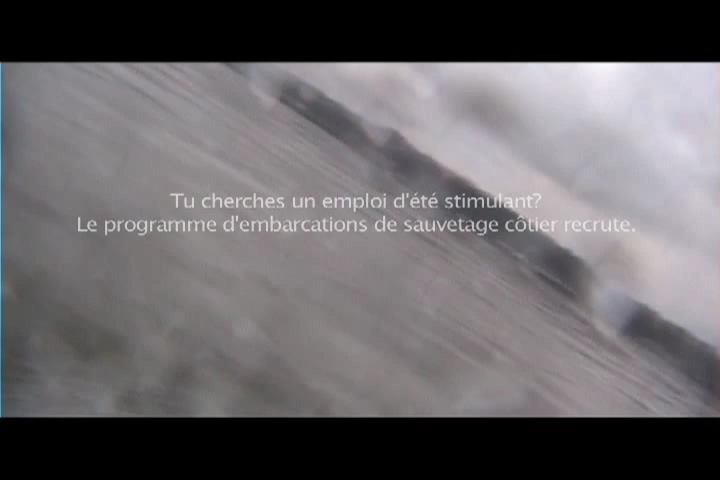 Tu cherches un emploi d'été stimulant?
Le programme d'embarcations de sauvetage côtier recrute.